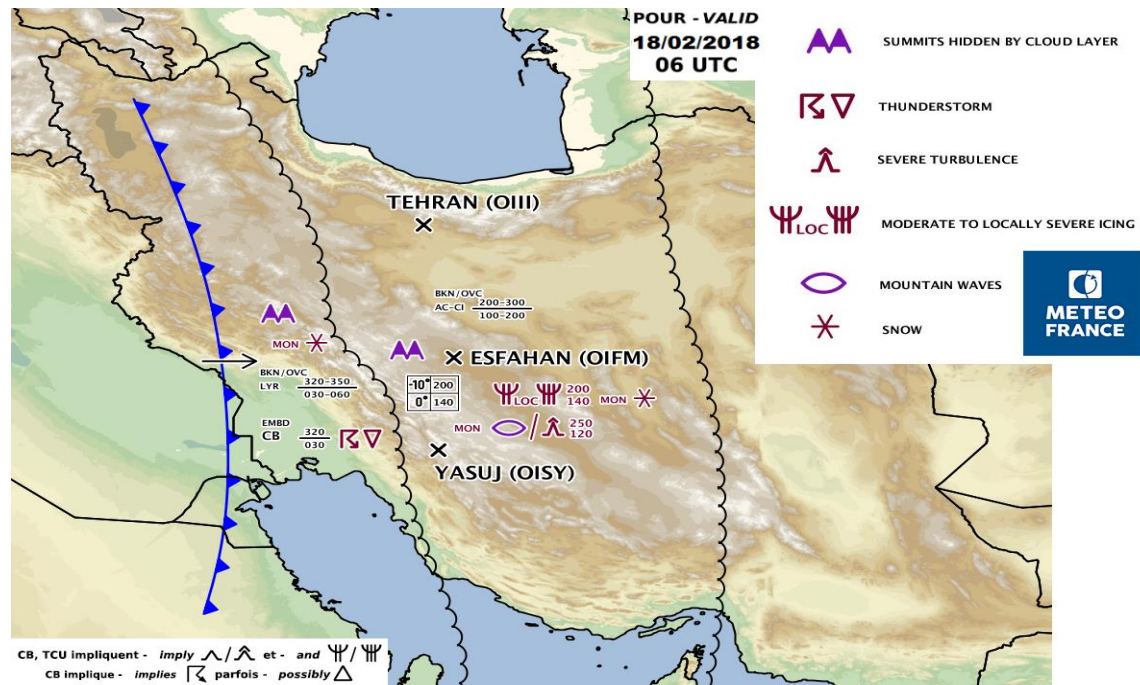 POUR - VALID
18/02/2018
06 UTC
SUMMITS HIDDEN BY CLOUD LAYER
THUNDERSTORM
SEVERE TURBULENCE
LOC
MODERATE TO LOCALLY SEVERE ICING
MOUNTAIN WAVES
SNOW
METEO
FRANCE
TEHRAN (OIII)
BKN/OVC
AC-CI 200-300
100-200
MON
ESFAHAN (OIFM)
BKN/OVC
LYR 320-350
030-060
-10° 200
0° 140
LOC 200
140
MON
EMBD
CB 320
030
MON / 250
120
YASUJ (OISY)
CB, TCU impliquent - imply / et - and /
CB implique - implies parfois - possibly